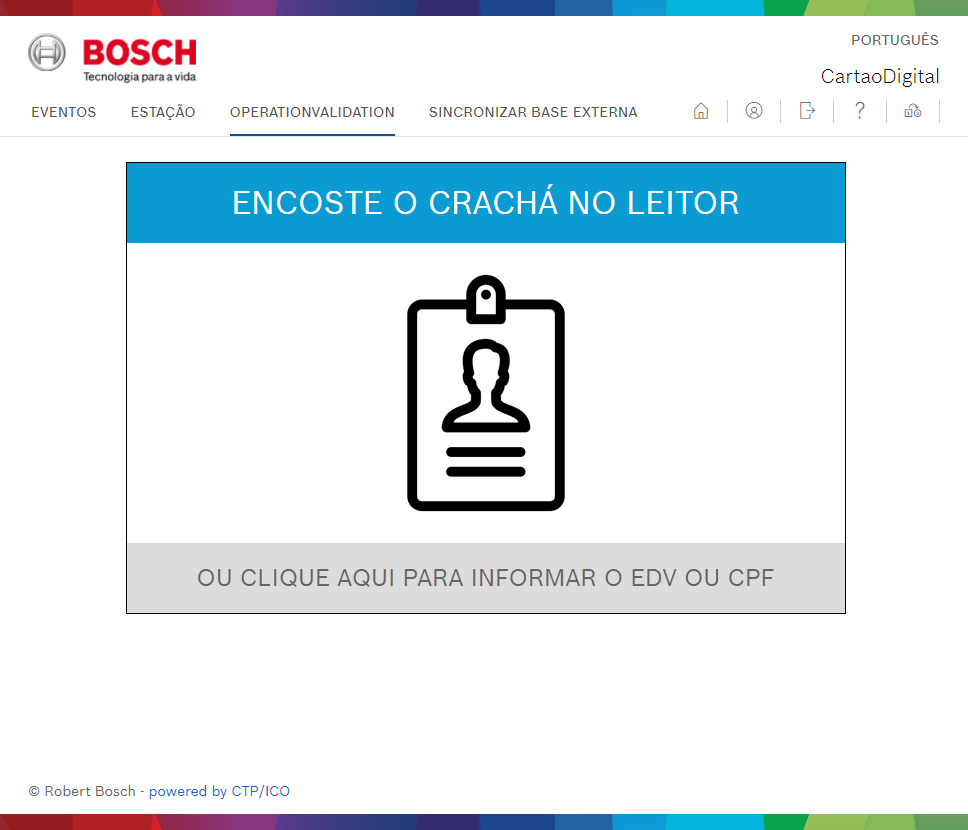 BOSCH
Tecnologia para a vida
PORTUGUÊS
CartaoDigital
EVENTOS ESTAÇÃO OPERATIONVALIDATION SINCRONIZAR BASE EXTERNA ?
ENCOSTE O CRACHÁ NO LEITOR
OU CLIQUE AQUI PARA INFORMAR O EDV OU CPF
© Robert Bosch - powered by CTP/ICO